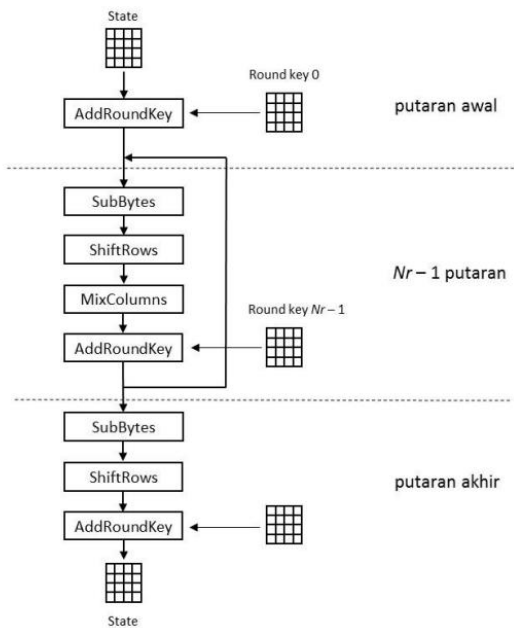 State
Round key 0
AddRoundKey
putaran awal
SubBytes
ShiftRows
Nr – 1 putaran
MixColumns
Round key Nr – 1
AddRoundKey
SubBytes
ShiftRows
putaran akhir
AddRoundKey
State